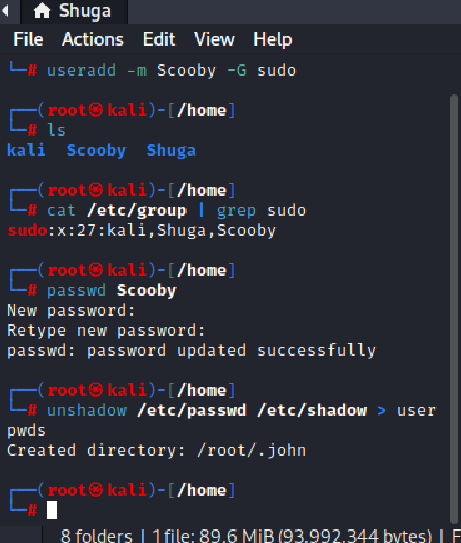 Shuga
File Actions Edit View Help
└─# useradd -m Scooby -G sudo
┌──(root㉿kali)-[/home]
└─# ls
kali Scooby Shuga
┌──(root㉿kali)-[/home]
└─# cat /etc/group | grep sudo
sudo:x:27:kali,Shuga,Scooby
┌──(root㉿kali)-[/home]
└─# passwd Scooby
New password:
Retype new password:
passwd: password updated successfully
┌──(root㉿kali)-[/home]
└─# unshadow /etc/passwd /etc/shadow > user
pwds
Created directory: /root/.john
┌──(root㉿kali)-[/home]
└─#
8 folders | 1 file: 89.6 MiB (93,992,344 bytes) | F